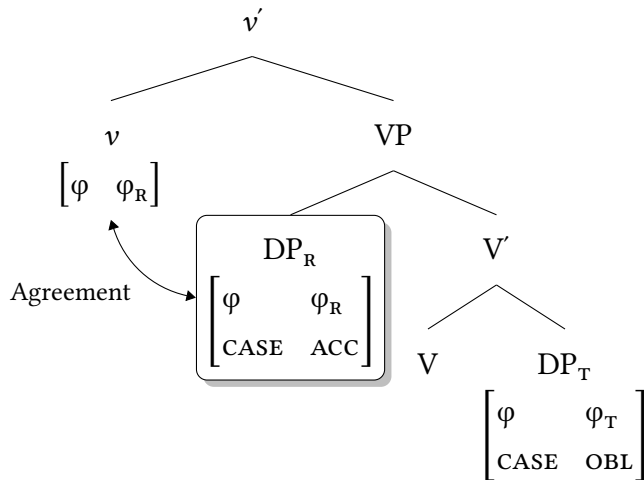 v′
v VP
[φ φR]
DPR V′
Agreement
[φ φR
CASE ACC]
V DPT
[φ φT
CASE OBL]